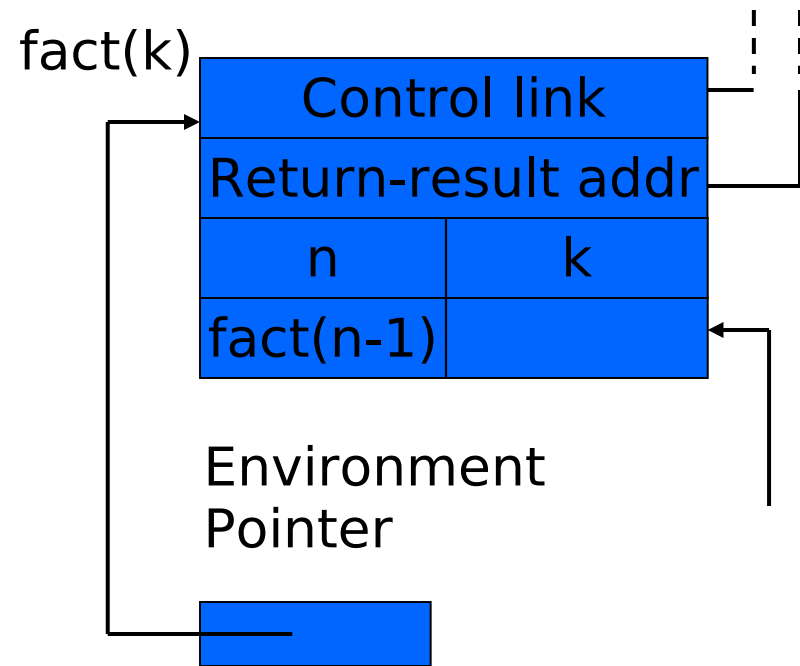 fact(k)
Control link
Return-result addr
n k
fact(n-1)
Environment
Pointer